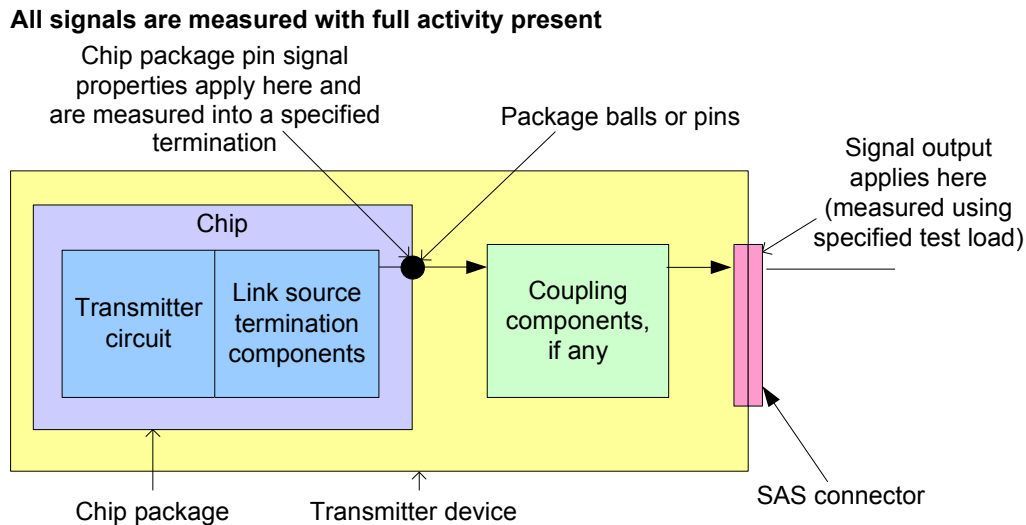 All signals are measured with full activity present
Chip package pin signal
properties apply here and
are measured into a specified
termination
Package balls or pins
Signal output
applies here
(measured using
specified test load)
Chip
Transmitter
circuit
Link source
termination
components
Coupling
components,
if any
Chip package
Transmitter device
SAS connector